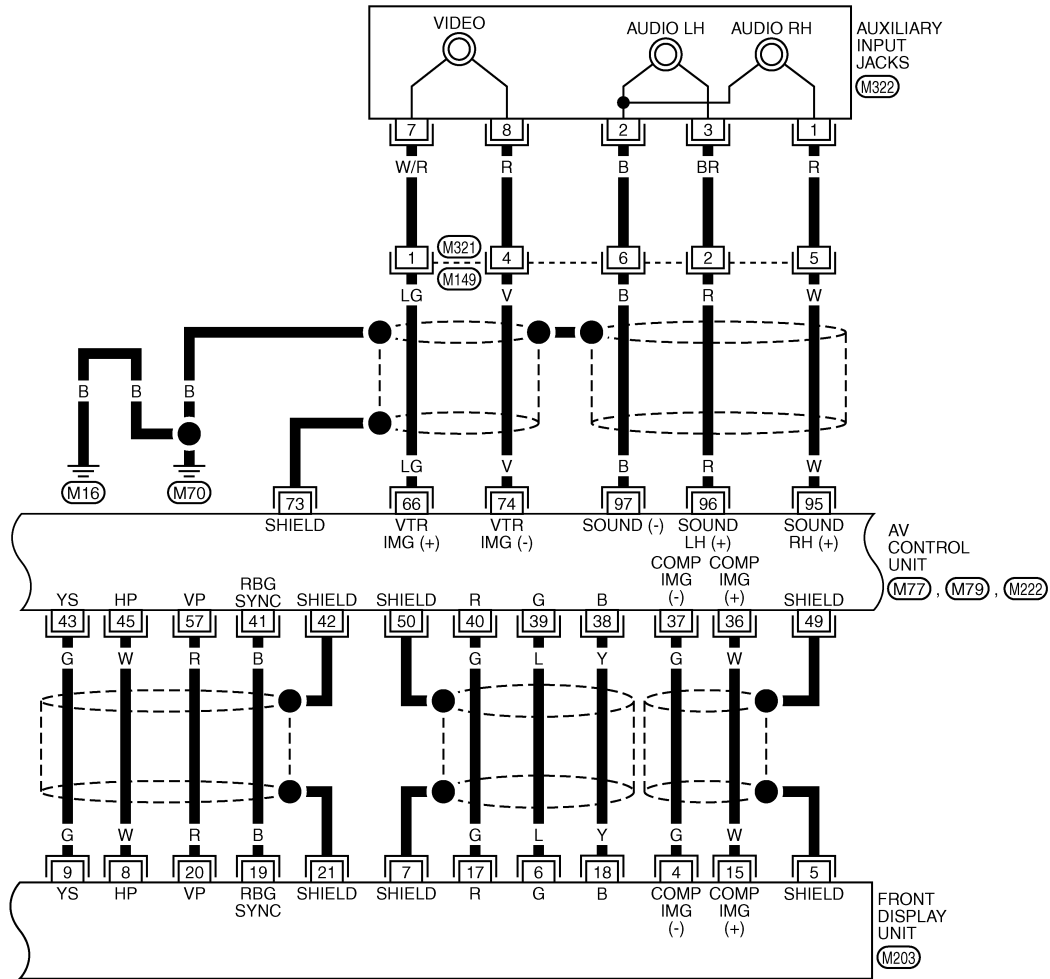 VIDEO AUDIO LH AUDIO RH
AUXILIARY
INPUT
JACKS
M322
7 8 2 3 1
W/R R B BR R
M321
1 4 6 2 5
M149
LG V B R W
B B B
LG V B R W
M16 M70
73 66 74 97 96 95
SHIELD VTR IMG (+) VTR IMG (-) SOUND (-) SOUND LH (+) SOUND RH (+)
AV
CONTROL
UNIT
M77 , M79 , M222
YS HP VP RBG SYNC SHIELD SHIELD R G B COMP IMG (-) COMP IMG (+) SHIELD
43 45 57 41 42 50 40 39 38 37 36 49
G W R B G L Y G W
G W R B G L Y G W
9 8 20 19 21 7 17 6 18 4 15 5
YS HP VP RBG SYNC SHIELD SHIELD R G B COMP IMG (-) COMP IMG (+) SHIELD
FRONT
DISPLAY
UNIT
M203